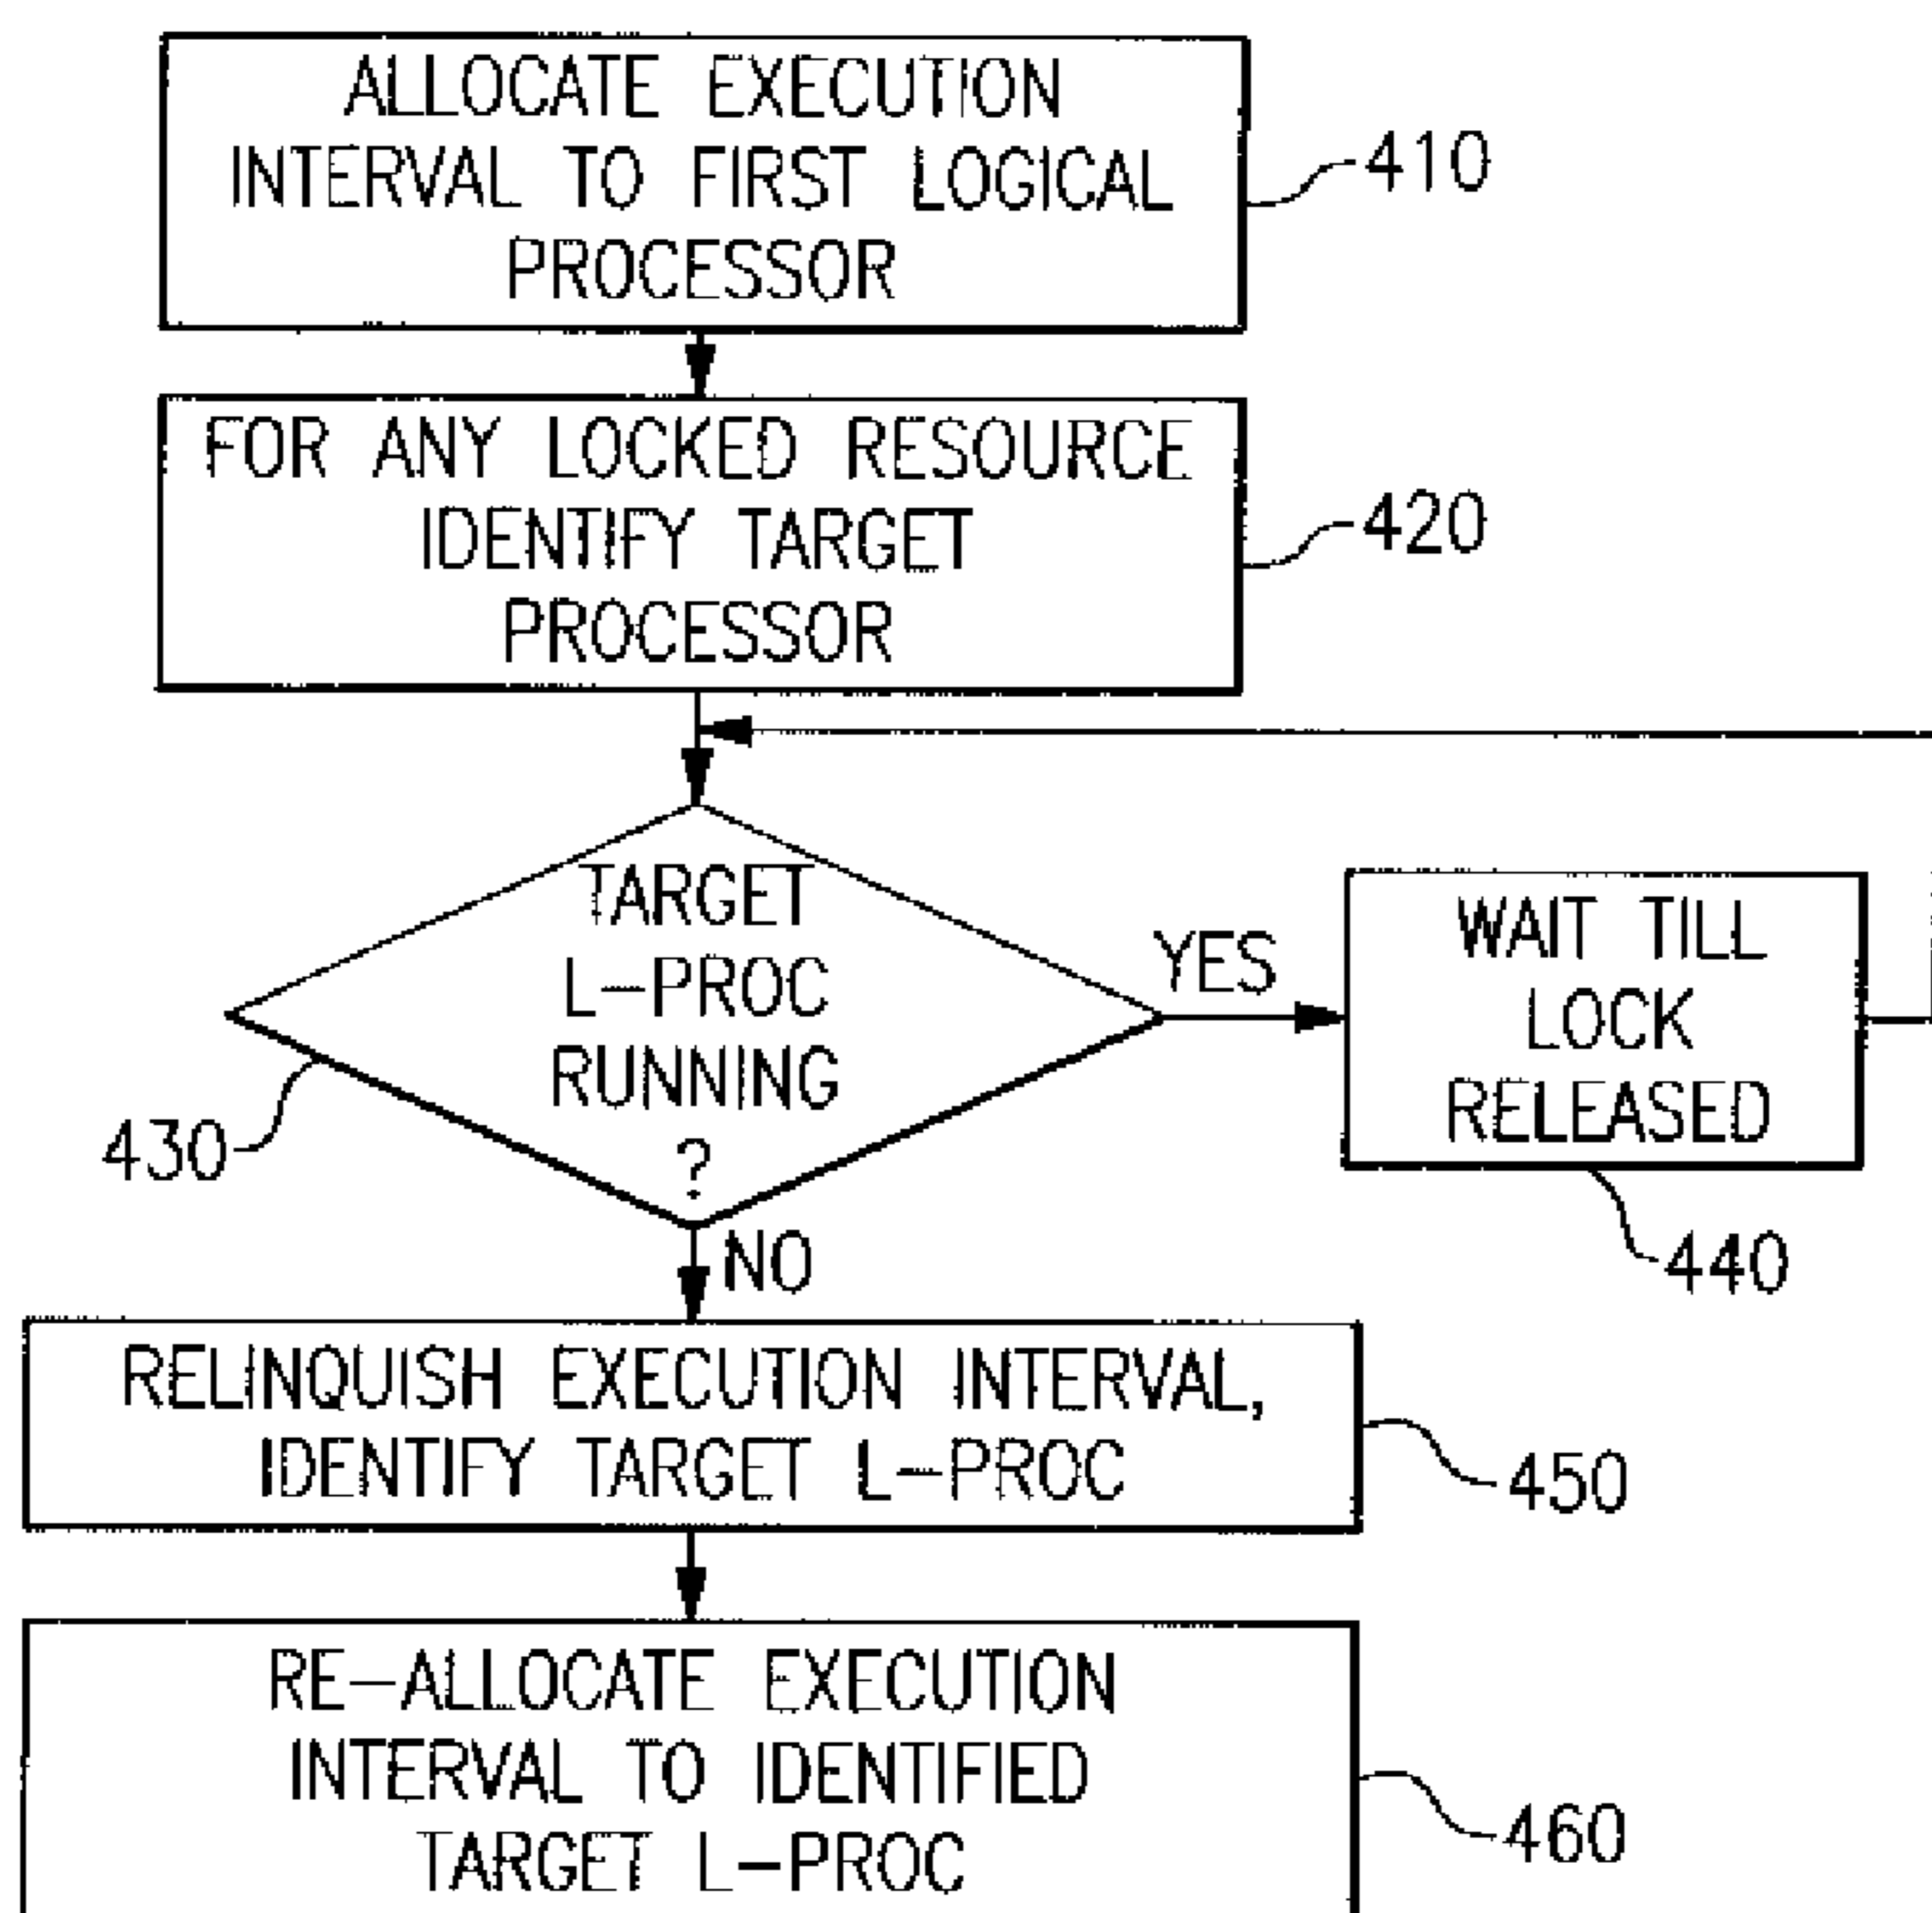 ALLOCATE EXECUTION
INTERVAL TO FIRST LOGICAL
PROCESSOR
410
FOR ANY LOCKED RESOURCE
IDENTIFY TARGET
PROCESSOR
420
TARGET
L-PROC
RUNNING
?
430
YES
WAIT TILL
LOCK
RELEASED
440
NO
RELINQUISH EXECUTION INTERVAL,
IDENTIFY TARGET L-PROC
450
RE-ALLOCATE EXECUTION
INTERVAL TO IDENTIFIED
TARGET L-PROC
460